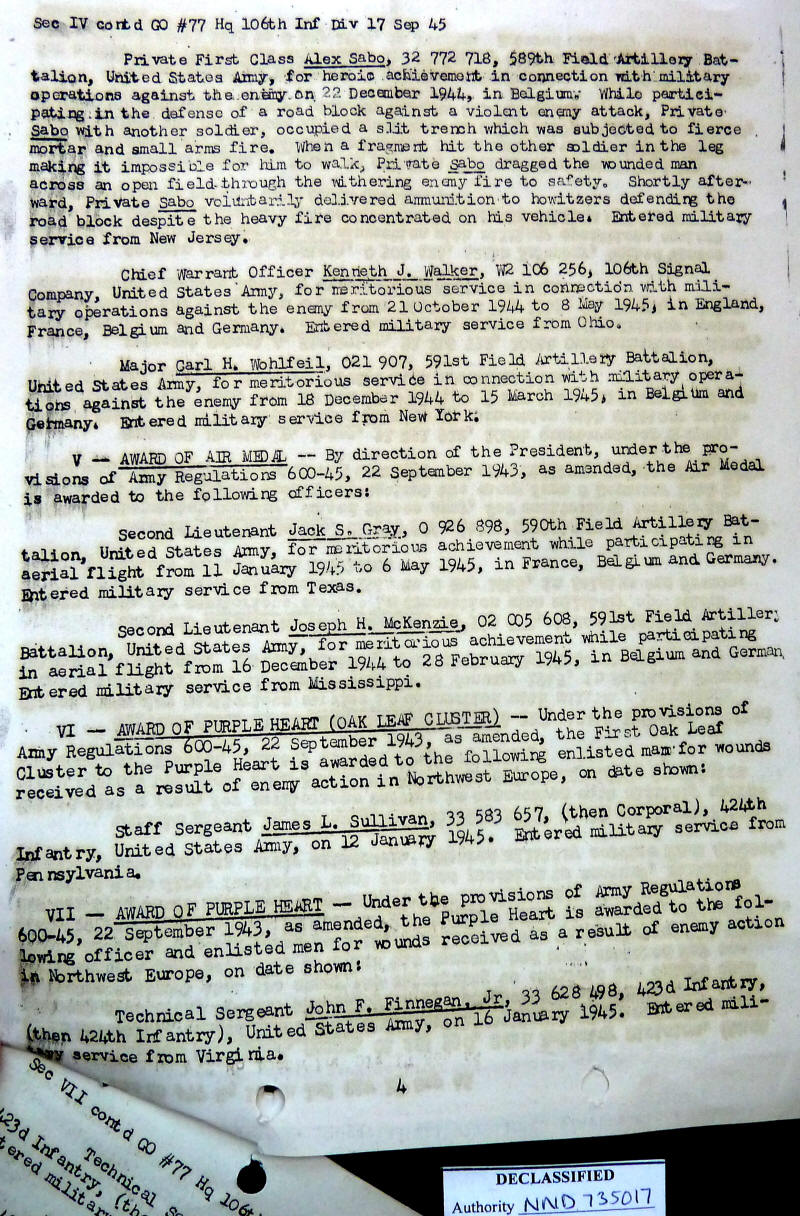 Sec IV contd GO #77 Hq 106th Inf Div 17 Sep 45
Private First Class Alex Sabo, 32 772 718, 589th Field Artillery Bat-
talion, United States Army, for heroic achievement in connection with military
operations against the enemy on 22 December 1944, in Belgium. While partici-
pating in the defense of a road block against a violent enemy attack, Private
Sabo with another soldier, occupied a slit trench which was subjected to fierce
mortar and small arms fire. When a fragment hit the other soldier in the leg
making it impossible for him to walk, Private Sabo dragged the wounded man
across an open field through the withering enemy fire to safety. Shortly after-
ward, Private Sabo voluntarily delivered ammunition to howitzers defending the
road block despite the heavy fire concentrated on his vehicle. Entered military
service from New Jersey.
Chief Warrant Officer Kenneth J. Walker, W2 106 256, 106th Signal
Company, United States Army, for meritorious service in connection with mili-
tary operations against the enemy from 21 October 1944 to 8 May 1945, in England,
France, Belgium and Germany. Entered military service from Ohio.
Major Carl H. Wohlfeil, 021 907, 591st Field Artillery Battalion,
United States Army, for meritorious service in connection with military opera-
tions against the enemy from 18 December 1944 to 15 March 1945, in Belgium and
Germany. Entered military service from New York.
V — AWARD OF AIR MEDAL -- By direction of the President, under the pro-
visions of Army Regulations 600-45, 22 September 1943, as amended, the Air Medal
is awarded to the following officers:
Second Lieutenant Jack S. Gray, O 926 898, 590th Field Artillery Bat-
talion, United States Army, for meritorious achievement while participating in
aerial flight from 11 January 1945 to 6 May 1945, in France, Belgium and Germany.
Entered military service from Texas.
Second Lieutenant Joseph H. McKenzie, 02 005 608, 591st Field Artiller
Battalion, United States Army, for meritorious achievement while participating
in aerial flight from 16 December 1944 to 28 February 1945, in Belgium and German
Entered military service from Mississippi.
VI — AWARD OF PURPLE HEART (OAK LEAF CLUSTER) -- Under the provisions of
Army Regulations 600-45, 22 September 1943, as amended, the First Oak Leaf
Cluster to the Purple Heart is awarded to the following enlisted man for wounds
received as a result of enemy action in Northwest Europe, on date shown:
Staff Sergeant James L. Sullivan, 33 583 657, (then Corporal), 424th
Infantry, United States Army, on 12 January 1945. Entered military service from
Pennsylvania.
VII — AWARD OF PURPLE HEART — Under the provisions of Army Regulations
600-45, 22 September 1943, as amended, the Purple Heart is awarded to the fol-
lowing officer and enlisted men for wounds received as a result of enemy action
in Northwest Europe, on date shown:
Technical Sergeant John F. Finnegan, Jr, 33 628 498, 423d Infantry,
(then 424th Infantry), United States Army, on 16 January 1945. Entered mili-
tary service from Virginia.
4
Sec VII contd GO #77 Hq 106th
Technical S
423d Infantry, (the
tered military
DECLASSIFIED
Authority NND 735017